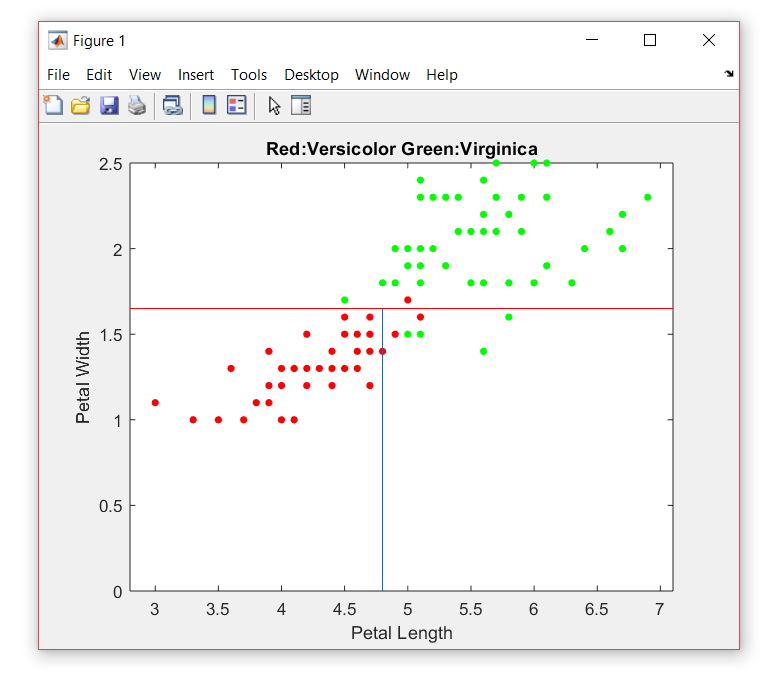 Figure 1
File Edit View Insert Tools Desktop Window Help
Red:Versicolor Green:Virginica
2.5
2
1.5
1
0.5
0
Petal Width
3 3.5 4 4.5 5 5.5 6 6.5 7
Petal Length